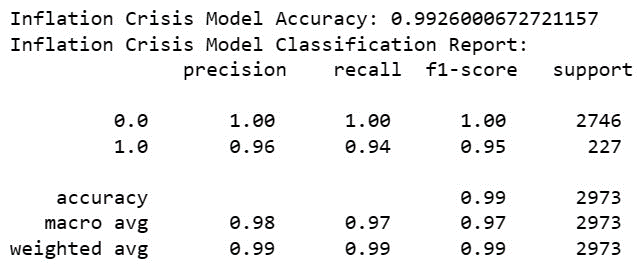 Inflation Crisis Model Accuracy: 0.9926000672721157
Inflation Crisis Model Classification Report:
              precision    recall  f1-score   support

         0.0       1.00      1.00      1.00      2746
         1.0       0.96      0.94      0.95       227

    accuracy                           0.99      2973
   macro avg       0.98      0.97      0.97      2973
weighted avg       0.99      0.99      0.99      2973